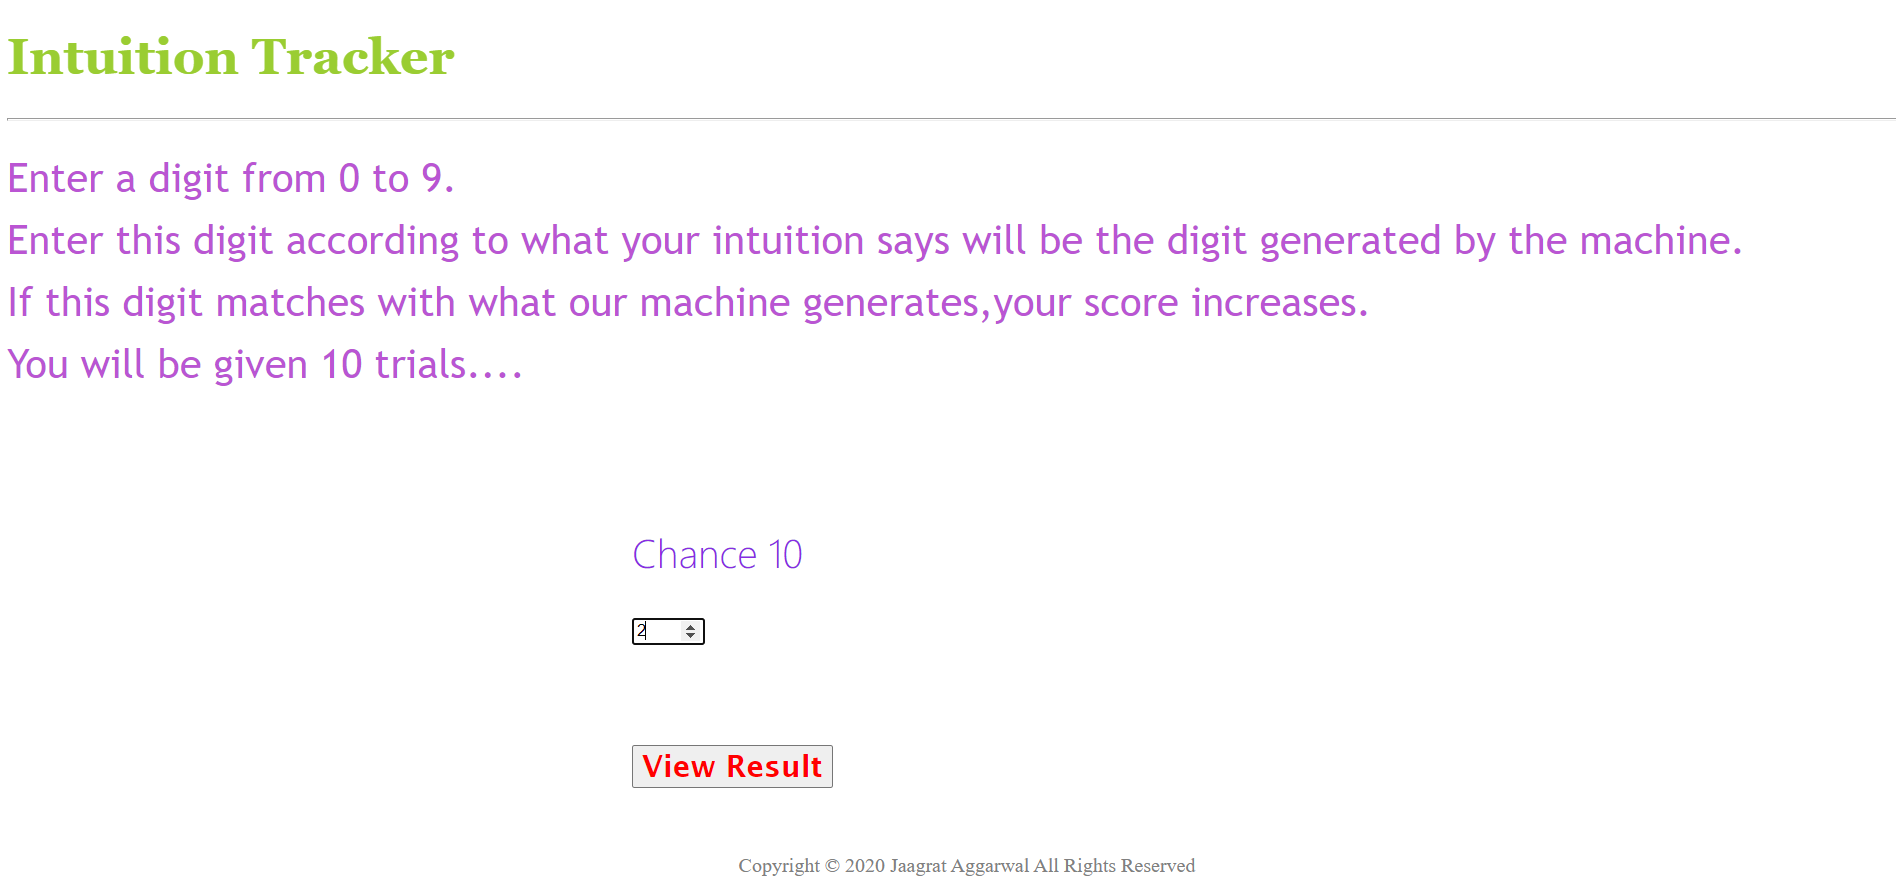 Intuition Tracker
Enter a digit from 0 to 9.
Enter this digit according to what your intuition says will be the digit generated by the machine.
If this digit matches with what our machine generates,your score increases.
You will be given 10 trials....
Chance 10
2
View Result
Copyright © 2020 Jaagrat Aggarwal All Rights Reserved